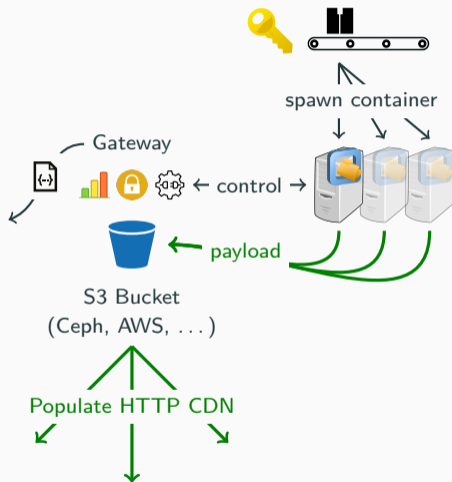 spawn container
Gateway
{··}
control
payload
S3 Bucket
(Ceph, AWS, . . . )
Populate HTTP CDN